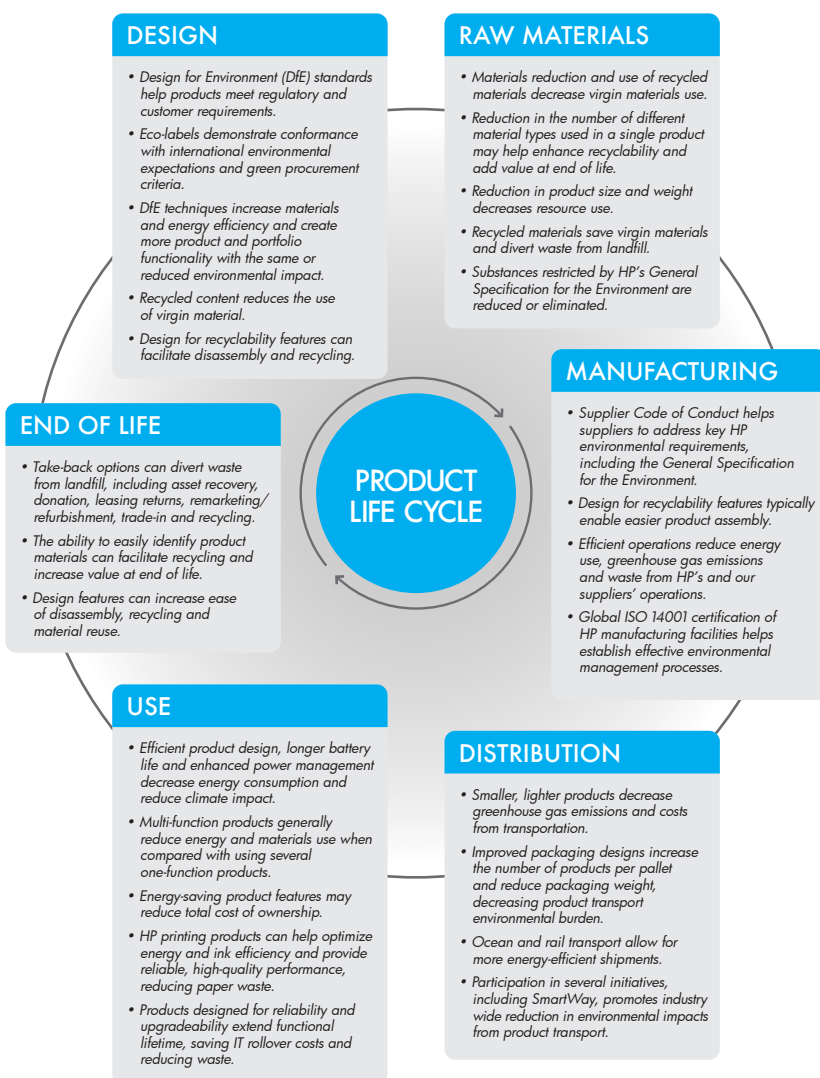 DESIGN
• Design for Environment (DfE) standards
help products meet regulatory and
customer requirements.
• Eco-labels demonstrate conformance
with international environmental
expectations and green procurement
criteria.
• DfE techniques increase materials
and energy efficiency and create
more product and portfolio
functionality with the same or
reduced environmental impact.
• Recycled content reduces the use
of virgin material.
• Design for recyclability features can
facilitate disassembly and recycling.
RAW MATERIALS
• Materials reduction and use of recycled
materials decrease virgin materials use.
• Reduction in the number of different
material types used in a single product
may help enhance recyclability and
add value at end of life.
• Reduction in product size and weight
decreases resource use.
• Recycled materials save virgin materials
and divert waste from landfill.
• Substances restricted by HP's General
Specification for the Environment are
reduced or eliminated.
MANUFACTURING
• Supplier Code of Conduct helps
suppliers to address key HP
environmental requirements,
including the General Specification
for the Environment.
• Design for recyclability features typically
enable easier product assembly.
• Efficient operations reduce energy
use, greenhouse gas emissions
and waste from HP's and our
suppliers' operations.
• Global ISO 14001 certification of
HP manufacturing facilities helps
establish effective environmental
management processes.
END OF LIFE
• Take-back options can divert waste
from landfill, including asset recovery,
donation, leasing returns, remarketing/
refurbishment, trade-in and recycling.
• The ability to easily identify product
materials can facilitate recycling and
increase value at end of life.
• Design features can increase ease
of disassembly, recycling and
material reuse.
PRODUCT
LIFE CYCLE
USE
• Efficient product design, longer battery
life and enhanced power management
decrease energy consumption and
reduce climate impact.
• Multi-function products generally
reduce energy and materials use when
compared with using several
one-function products.
• Energy-saving product features may
reduce total cost of ownership.
• HP printing products can help optimize
energy and ink efficiency and provide
reliable, high-quality performance,
reducing paper waste.
• Products designed for reliability and
upgradeability extend functional
lifetime, saving IT rollover costs and
reducing waste.
DISTRIBUTION
• Smaller, lighter products decrease
greenhouse gas emissions and costs
from transportation.
• Improved packaging designs increase
the number of products per pallet
and reduce packaging weight,
decreasing product transport
environmental burden.
• Ocean and rail transport allow for
more energy-efficient shipments.
• Participation in several initiatives,
including SmartWay, promotes industry
wide reduction in environmental impacts
from product transport.